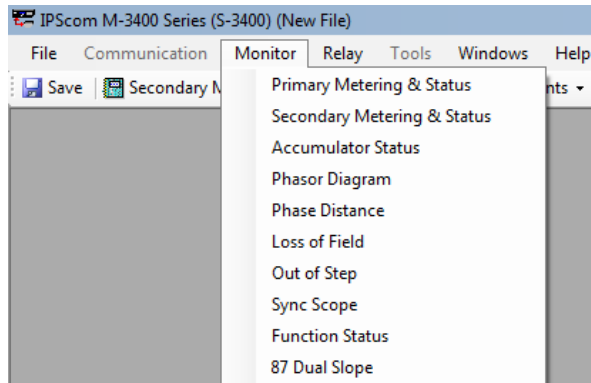 IPScom M-3400 Series (S-3400) (New File)
File Communication Monitor Relay Tools Windows Help
Save Secondary
Primary Metering & Status
Secondary Metering & Status
Accumulator Status
Phasor Diagram
Phase Distance
Loss of Field
Out of Step
Sync Scope
Function Status
87 Dual Slope